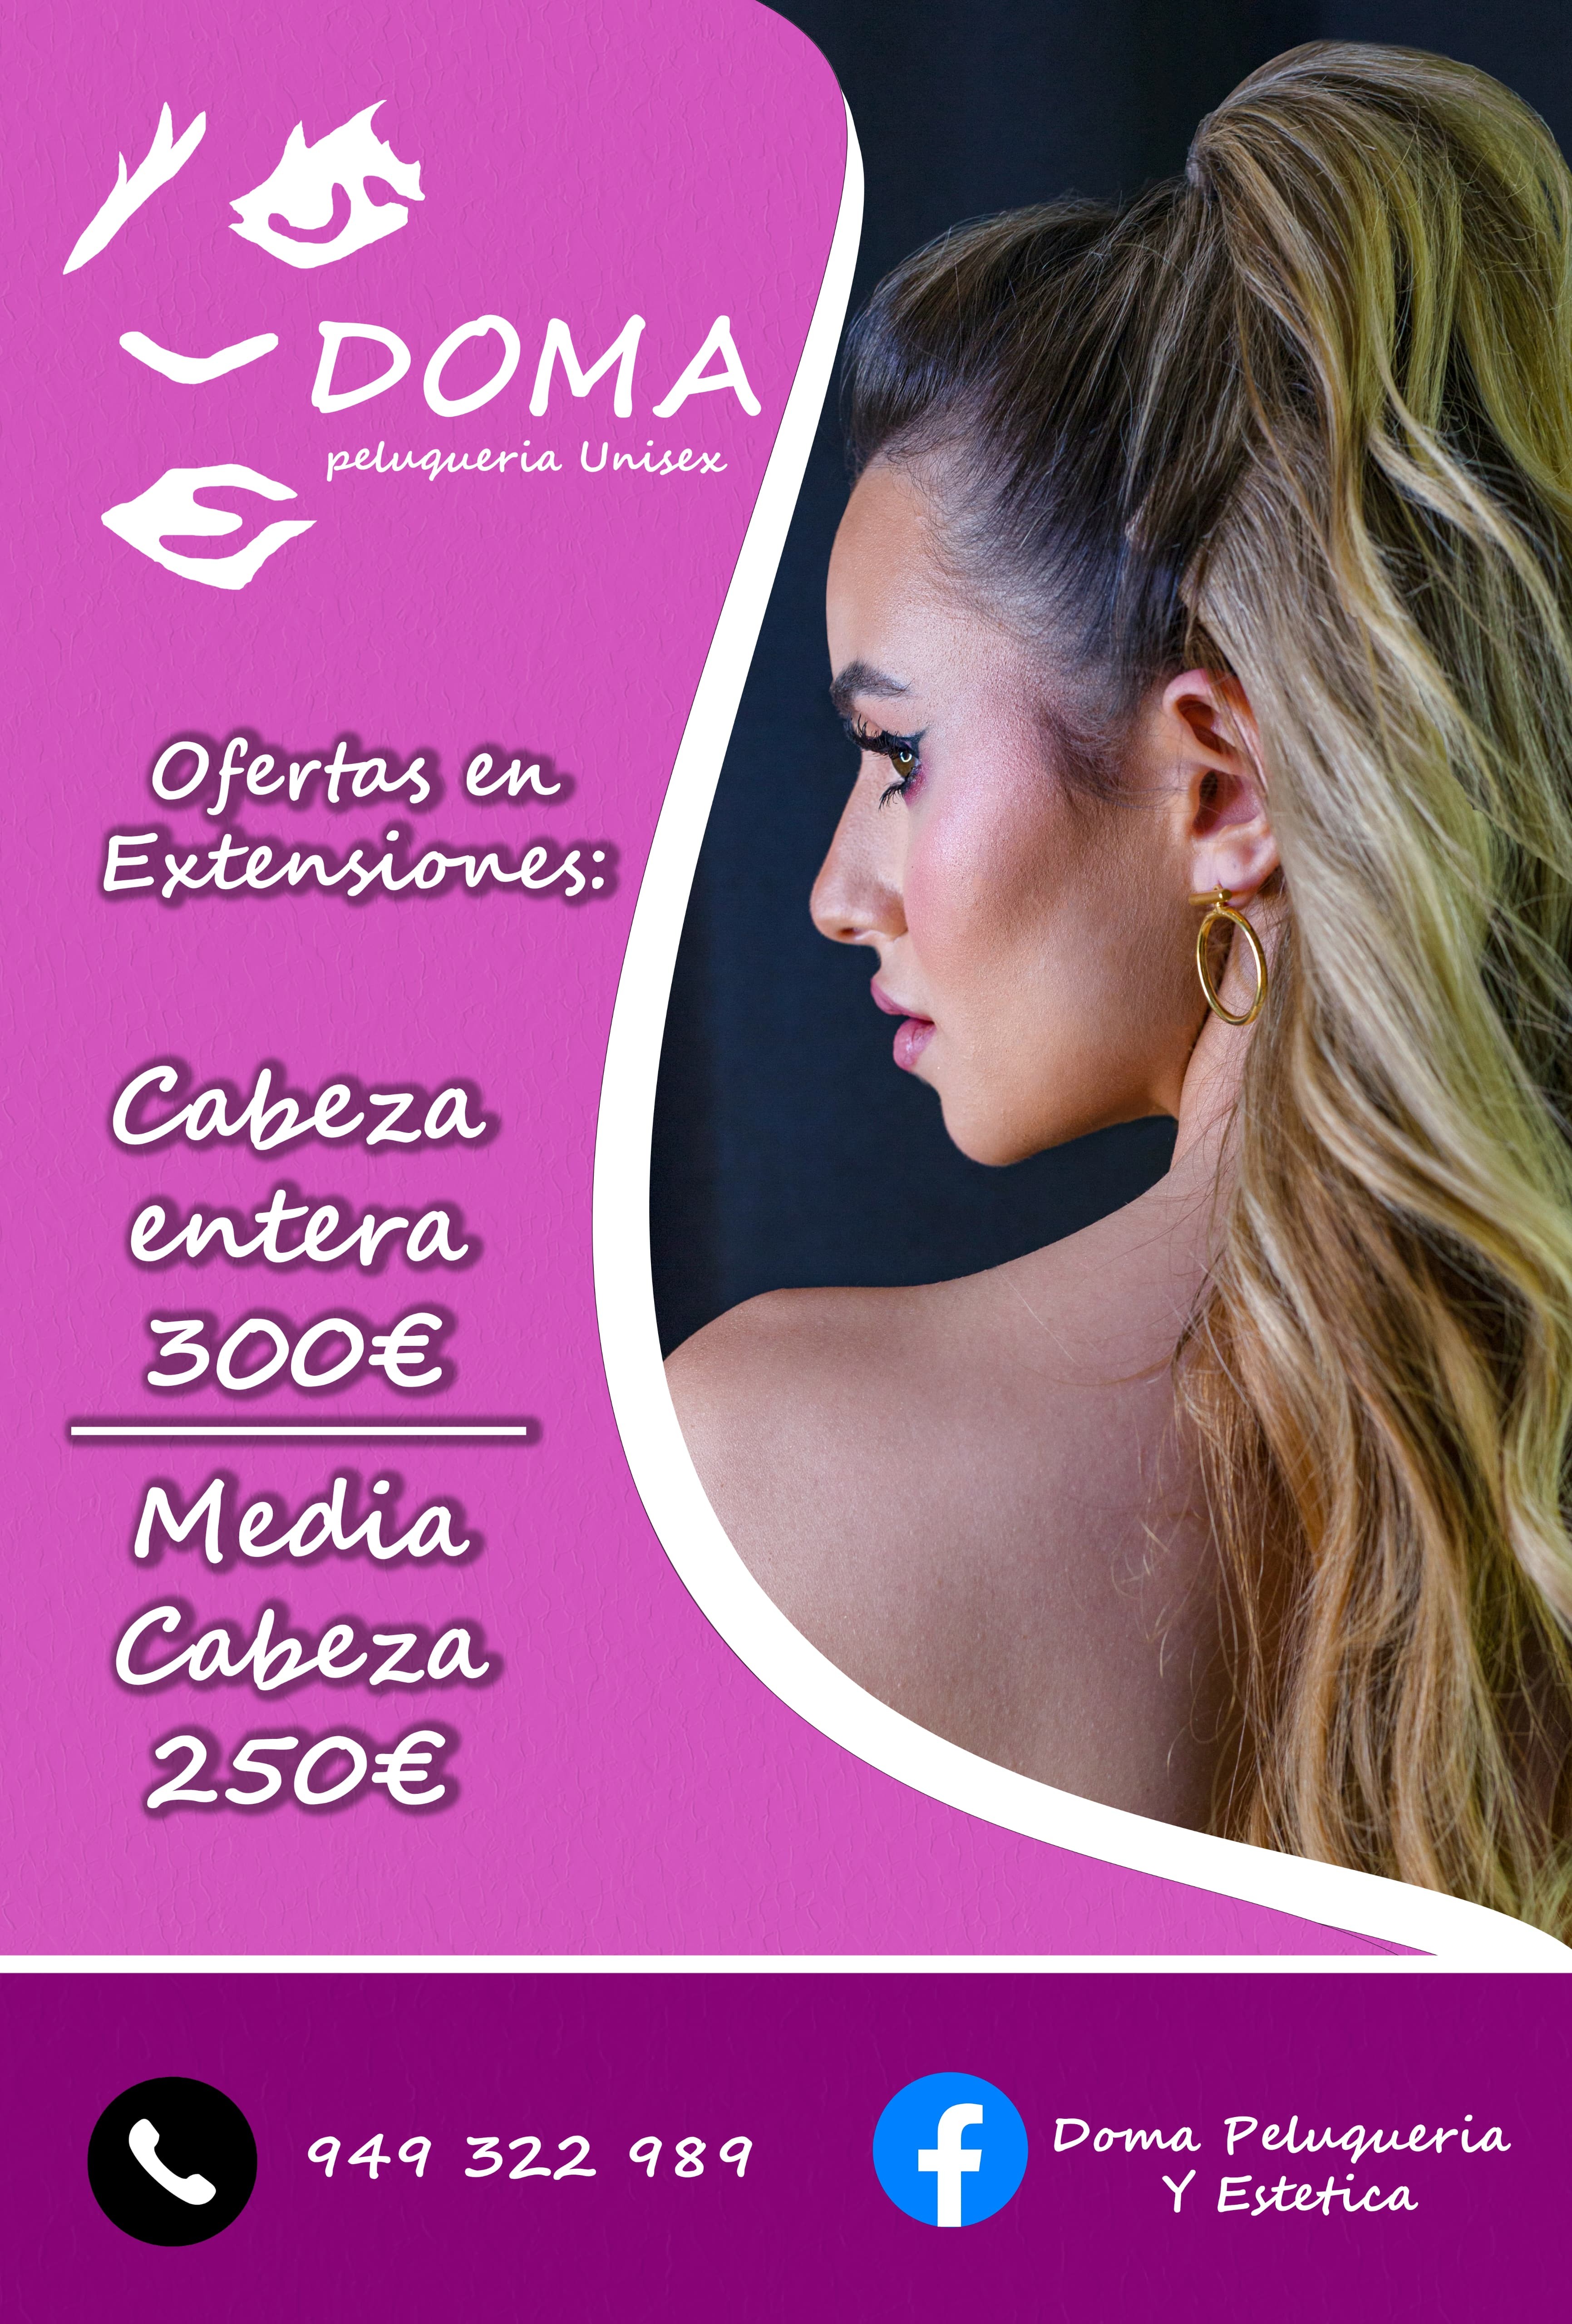 DOMA
peluqueria Unisex
Ofertas en
Extensiones:
Cabeza
entera
300€
Media
Cabeza
250€
949 322 989
Doma Peluqueria
Y Estetica